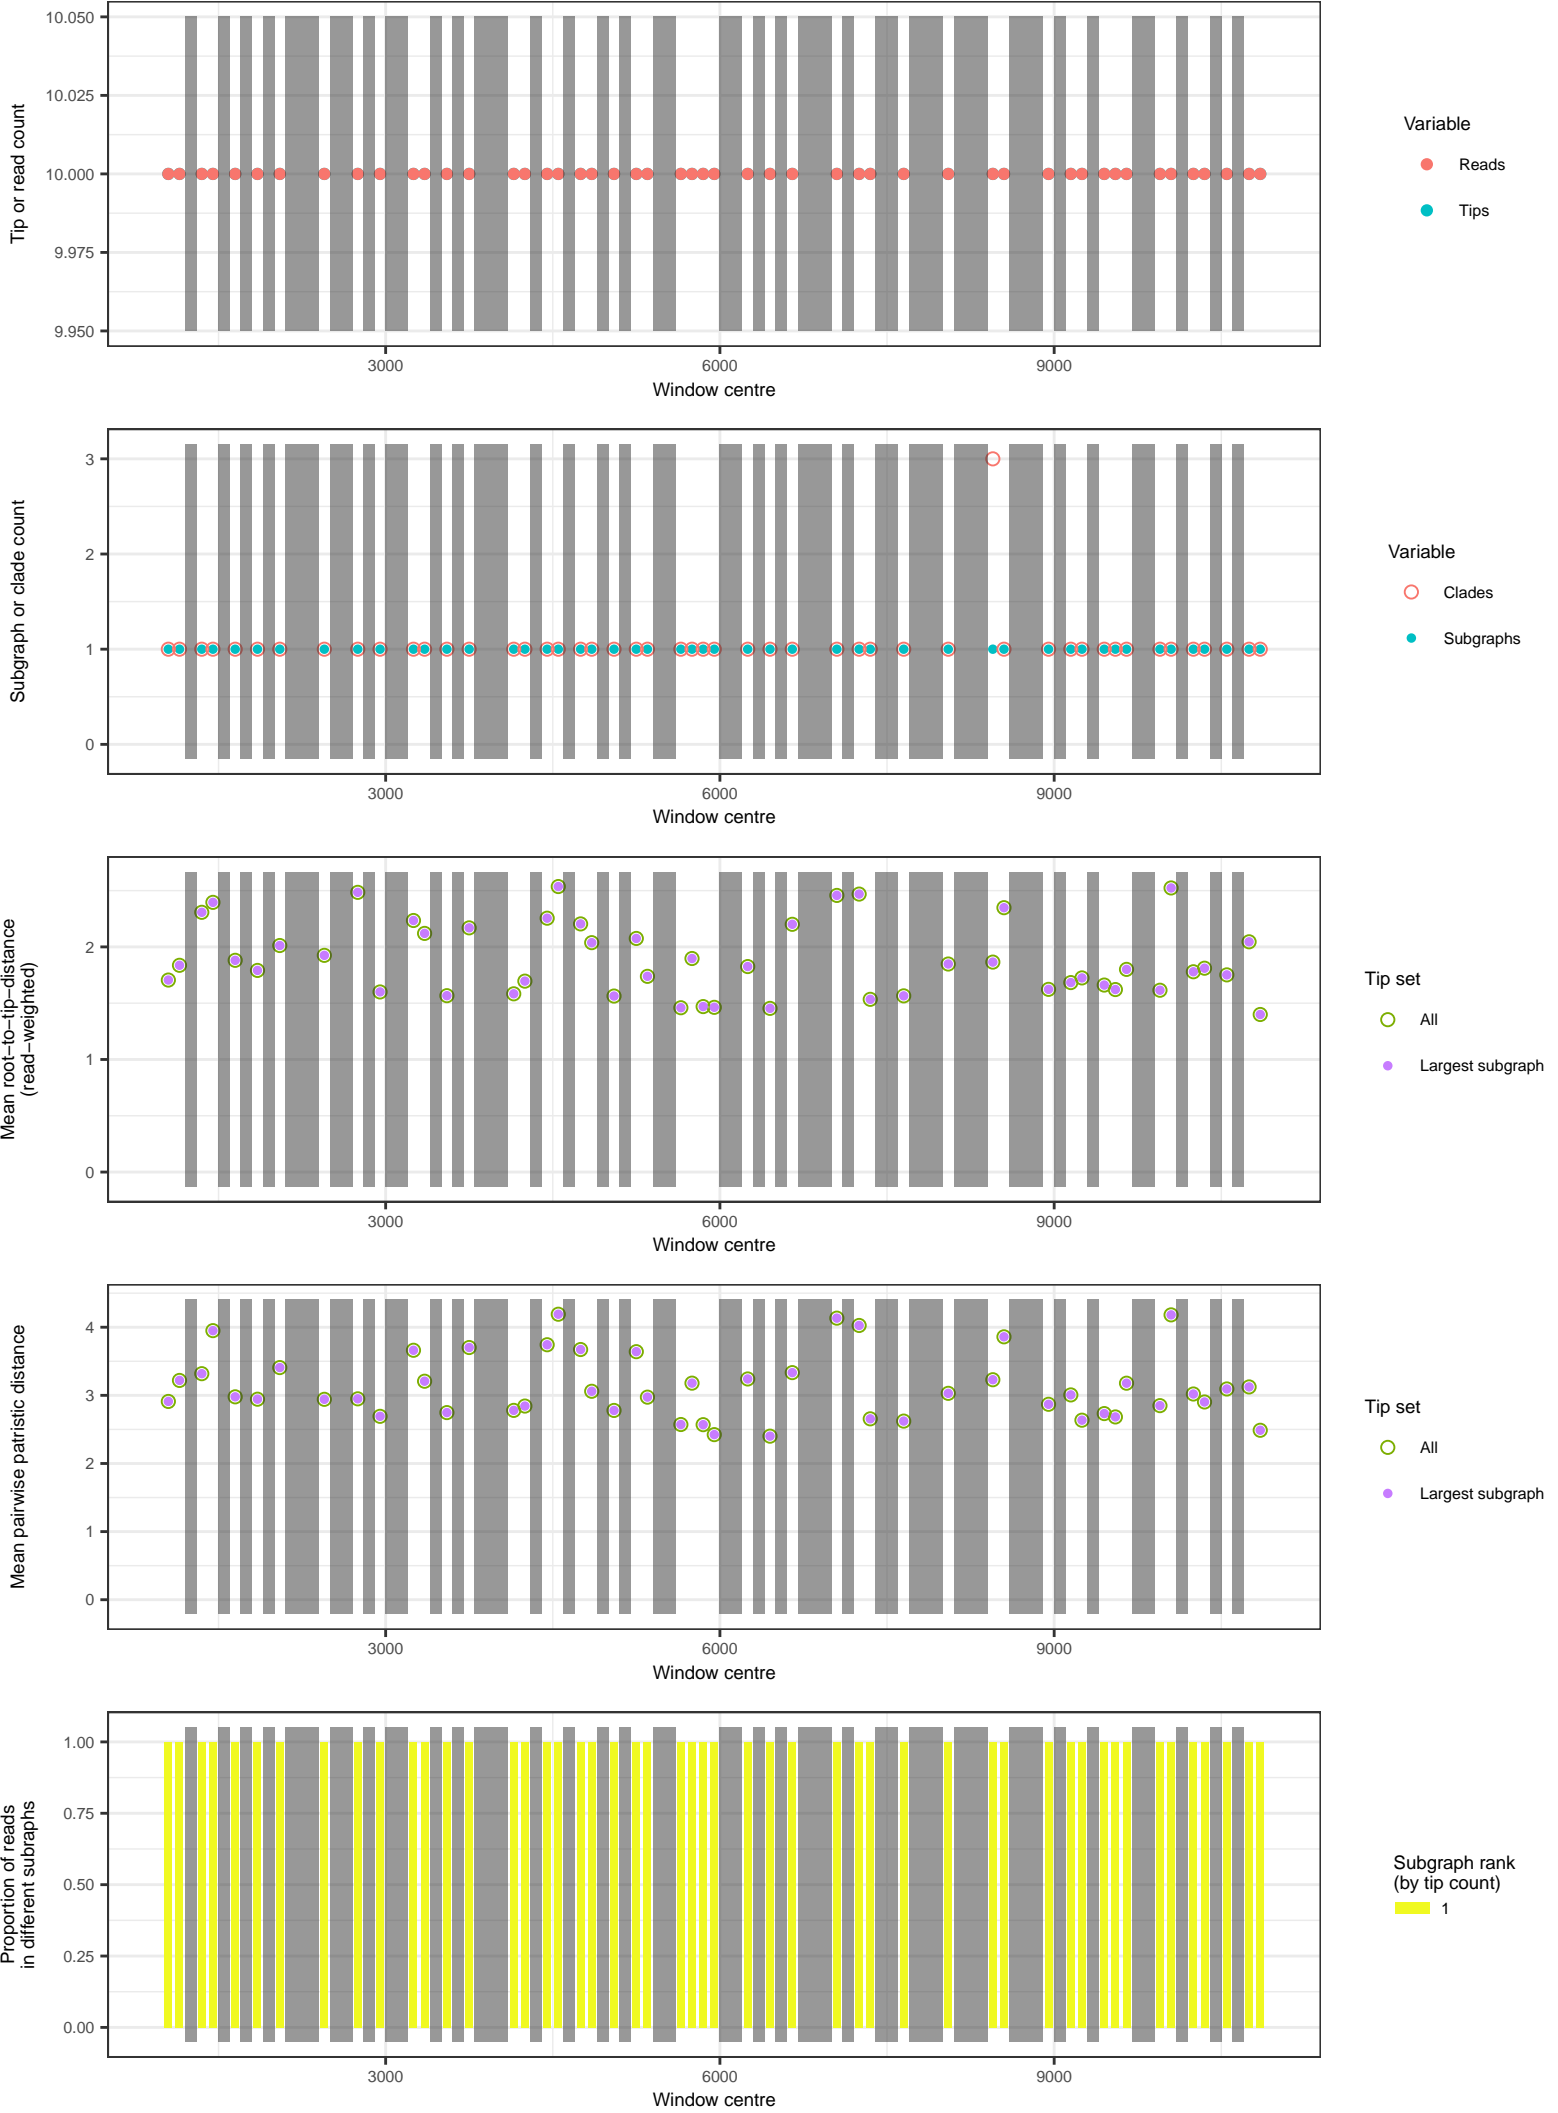 10.050
10.025
10.000
9.975
9.950
Tip or read count
3000
6000
9000
Window centre
Variable
Reads
Tips
3
2
1
0
Subgraph or clade count
3000
6000
9000
Window centre
Variable
Clades
Subgraphs
2
1
0
Mean root−to−tip−distance
(read−weighted)
3000
6000
9000
Window centre
Tip set
All
Largest subgraph
4
3
2
1
0
Mean pairwise patristic distance
3000
6000
9000
Window centre
Tip set
All
Largest subgraph
1.00
0.75
0.50
0.25
0.00
Proportion of reads
in different subraphs
3000
6000
9000
Window centre
Subgraph rank
(by tip count)
1